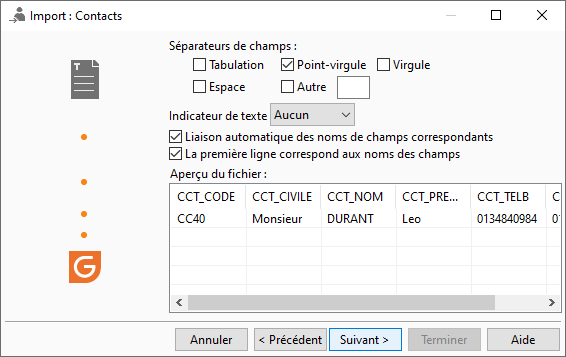 Import : Contacts
Séparateurs de champs :
Tabulation Point-virgule Virgule
Espace Autre
Indicateur de texte Aucun
Liaison automatique des noms de champs correspondants
La première ligne correspond aux noms des champs
Aperçu du fichier :
CCT_CODE CCT_CIVILE CCT_NOM CCT_PRE... CCT_TELB C
CC40 Monsieur DURANT Leo 0134840984 01
Annuler < Précédent Suivant > Terminer Aide